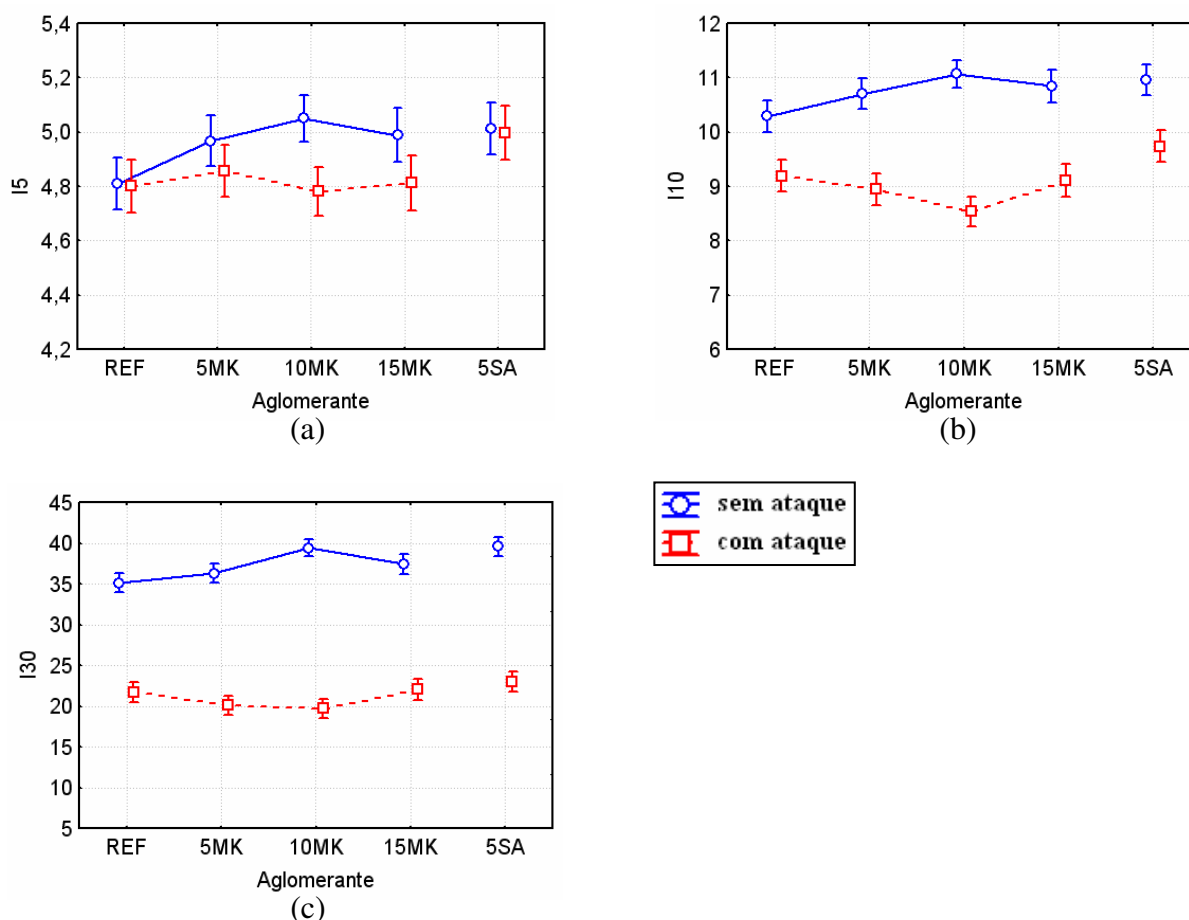 5,4
5,2
5,0
4,8
4,6
4,4
4,2
I5
REF 5MK 10MK 15MK 5SA
Aglomerante
(a)
12
11
10
9
8
7
6
I10
REF 5MK 10MK 15MK 5SA
Aglomerante
(b)
45
40
35
30
25
20
15
10
5
I30
REF 5MK 10MK 15MK 5SA
Aglomerante
(c)
sem ataque
com ataque